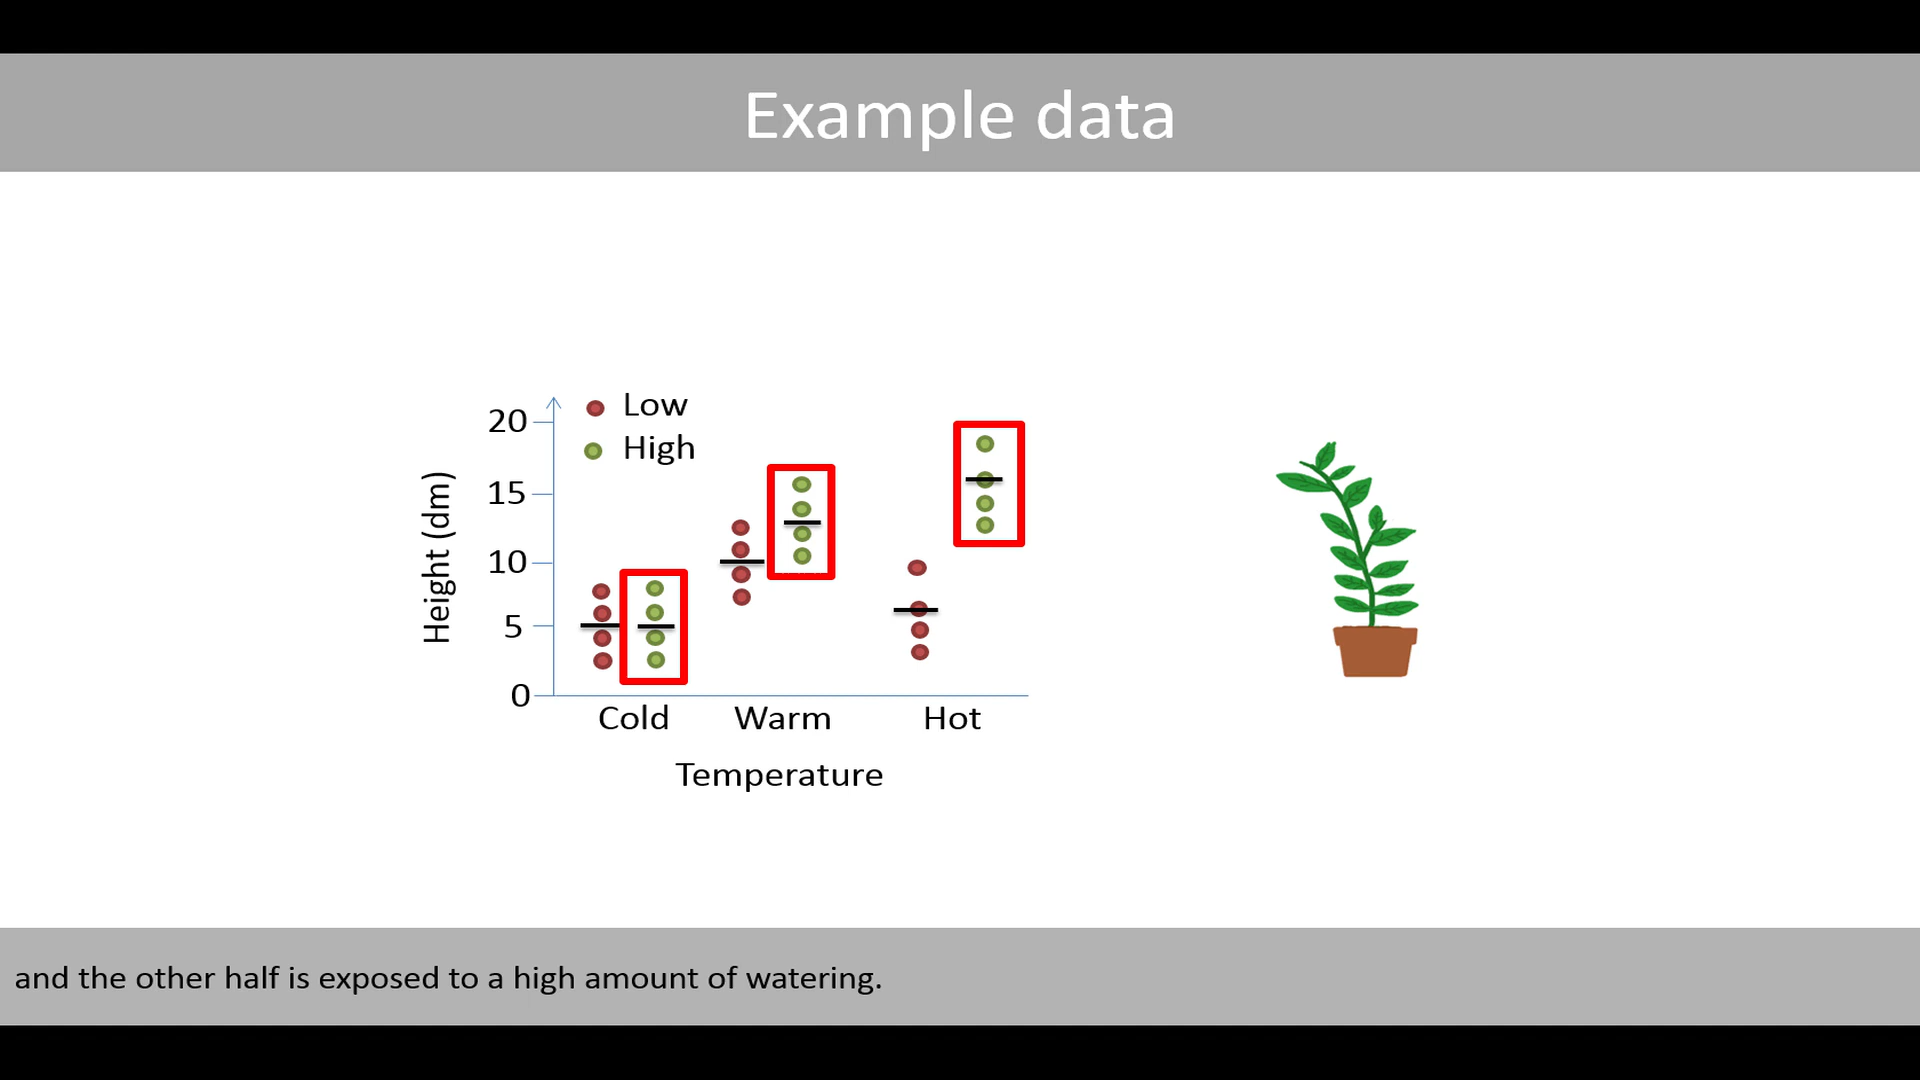 Example data
Low
High
20
15
10
5
0
Height (dm)
Cold Warm Hot
Temperature
and the other half is exposed to a high amount of watering.